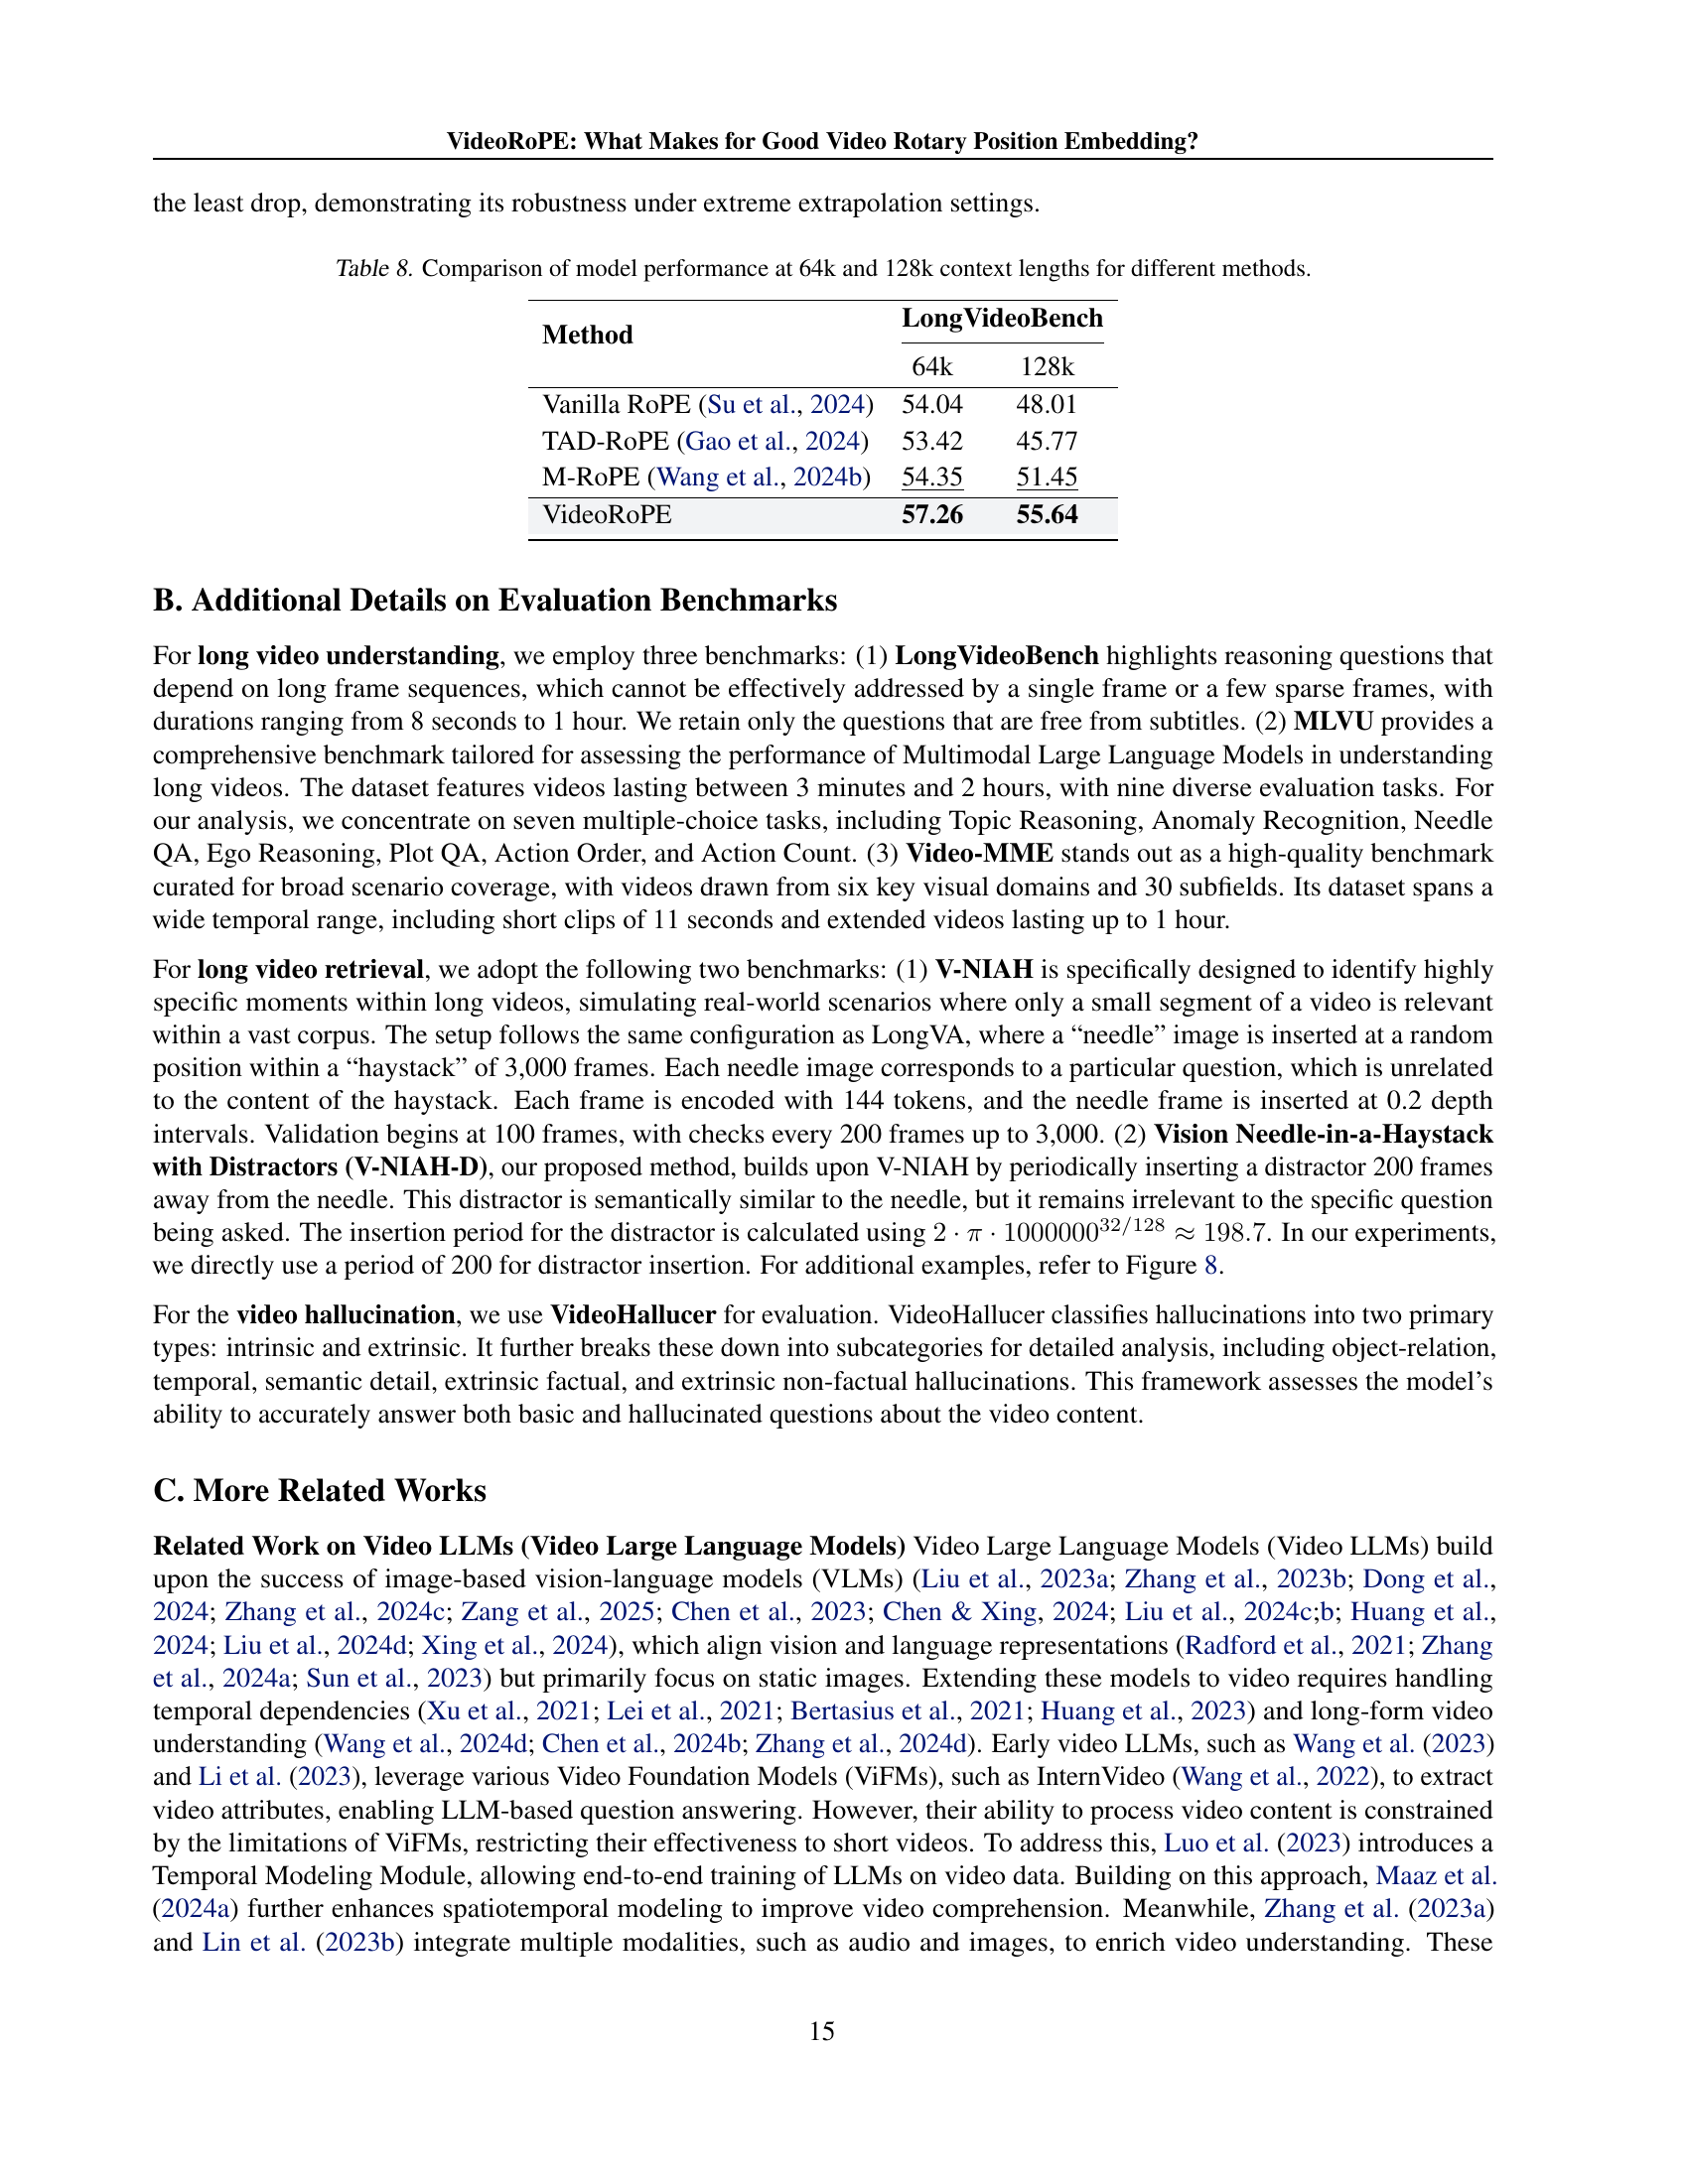 VideoRoPE: What Makes for Good Video Rotary Position Embedding?
the least drop, demonstrating its robustness under extreme extrapolation settings.
Table 8. Comparison of model performance at 64k and 128k context lengths for different methods.
Method LongVideoBench
64k 128k
Vanilla RoPE (Su et al., 2024) 54.04 48.01
TAD-RoPE (Gao et al., 2024) 53.42 45.77
M-RoPE (Wang et al., 2024b) 54.35 51.45
VideoRoPE 57.26 55.64
B. Additional Details on Evaluation Benchmarks
For long video understanding, we employ three benchmarks: (1) LongVideoBench highlights reasoning questions that
depend on long frame sequences, which cannot be effectively addressed by a single frame or a few sparse frames, with
durations ranging from 8 seconds to 1 hour. We retain only the questions that are free from subtitles. (2) MLVU provides a
comprehensive benchmark tailored for assessing the performance of Multimodal Large Language Models in understanding
long videos. The dataset features videos lasting between 3 minutes and 2 hours, with nine diverse evaluation tasks. For
our analysis, we concentrate on seven multiple-choice tasks, including Topic Reasoning, Anomaly Recognition, Needle
QA, Ego Reasoning, Plot QA, Action Order, and Action Count. (3) Video-MME stands out as a high-quality benchmark
curated for broad scenario coverage, with videos drawn from six key visual domains and 30 subfields. Its dataset spans a
wide temporal range, including short clips of 11 seconds and extended videos lasting up to 1 hour.
For long video retrieval, we adopt the following two benchmarks: (1) V-NIAH is specifically designed to identify highly
specific moments within long videos, simulating real-world scenarios where only a small segment of a video is relevant
within a vast corpus. The setup follows the same configuration as LongVA, where a “needle” image is inserted at a random
position within a “haystack” of 3,000 frames. Each needle image corresponds to a particular question, which is unrelated
to the content of the haystack. Each frame is encoded with 144 tokens, and the needle frame is inserted at 0.2 depth
intervals. Validation begins at 100 frames, with checks every 200 frames up to 3,000. (2) Vision Needle-in-a-Haystack
with Distractors (V-NIAH-D), our proposed method, builds upon V-NIAH by periodically inserting a distractor 200 frames
away from the needle. This distractor is semantically similar to the needle, but it remains irrelevant to the specific question
being asked. The insertion period for the distractor is calculated using 2 · π · 1000000^{32/128} ≈ 198.7. In our experiments,
we directly use a period of 200 for distractor insertion. For additional examples, refer to Figure 8.
For the video hallucination, we use VideoHallucer for evaluation. VideoHallucer classifies hallucinations into two primary
types: intrinsic and extrinsic. It further breaks these down into subcategories for detailed analysis, including object-relation,
temporal, semantic detail, extrinsic factual, and extrinsic non-factual hallucinations. This framework assesses the model’s
ability to accurately answer both basic and hallucinated questions about the video content.
C. More Related Works
Related Work on Video LLMs (Video Large Language Models) Video Large Language Models (Video LLMs) build
upon the success of image-based vision-language models (VLMs) (Liu et al., 2023a; Zhang et al., 2023b; Dong et al.,
2024; Zhang et al., 2024c; Zang et al., 2025; Chen et al., 2023; Chen & Xing, 2024; Liu et al., 2024c;b; Huang et al.,
2024; Liu et al., 2024d; Xing et al., 2024), which align vision and language representations (Radford et al., 2021; Zhang
et al., 2024a; Sun et al., 2023) but primarily focus on static images. Extending these models to video requires handling
temporal dependencies (Xu et al., 2021; Lei et al., 2021; Bertasius et al., 2021; Huang et al., 2023) and long-form video
understanding (Wang et al., 2024d; Chen et al., 2024b; Zhang et al., 2024d). Early video LLMs, such as Wang et al. (2023)
and Li et al. (2023), leverage various Video Foundation Models (ViFMs), such as InternVideo (Wang et al., 2022), to extract
video attributes, enabling LLM-based question answering. However, their ability to process video content is constrained
by the limitations of ViFMs, restricting their effectiveness to short videos. To address this, Luo et al. (2023) introduces a
Temporal Modeling Module, allowing end-to-end training of LLMs on video data. Building on this approach, Maaz et al.
(2024a) further enhances spatiotemporal modeling to improve video comprehension. Meanwhile, Zhang et al. (2023a)
and Lin et al. (2023b) integrate multiple modalities, such as audio and images, to enrich video understanding. These
15